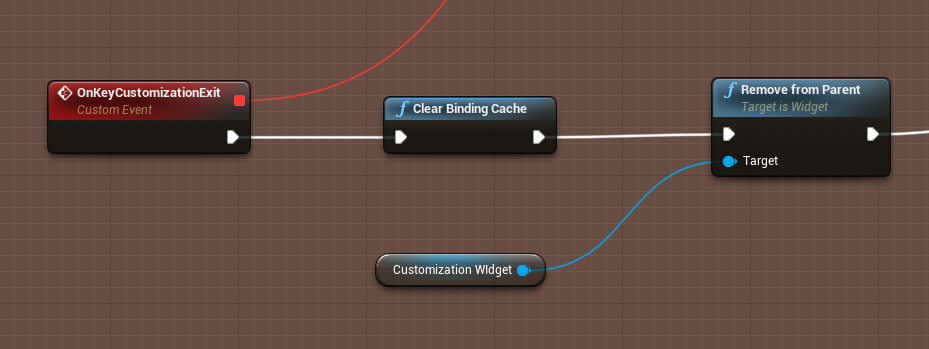 OnKeyCustomizationExit
Custom Event
f Clear Binding Cache
f Remove from Parent
Target is Widget
Target
Customization WIdget